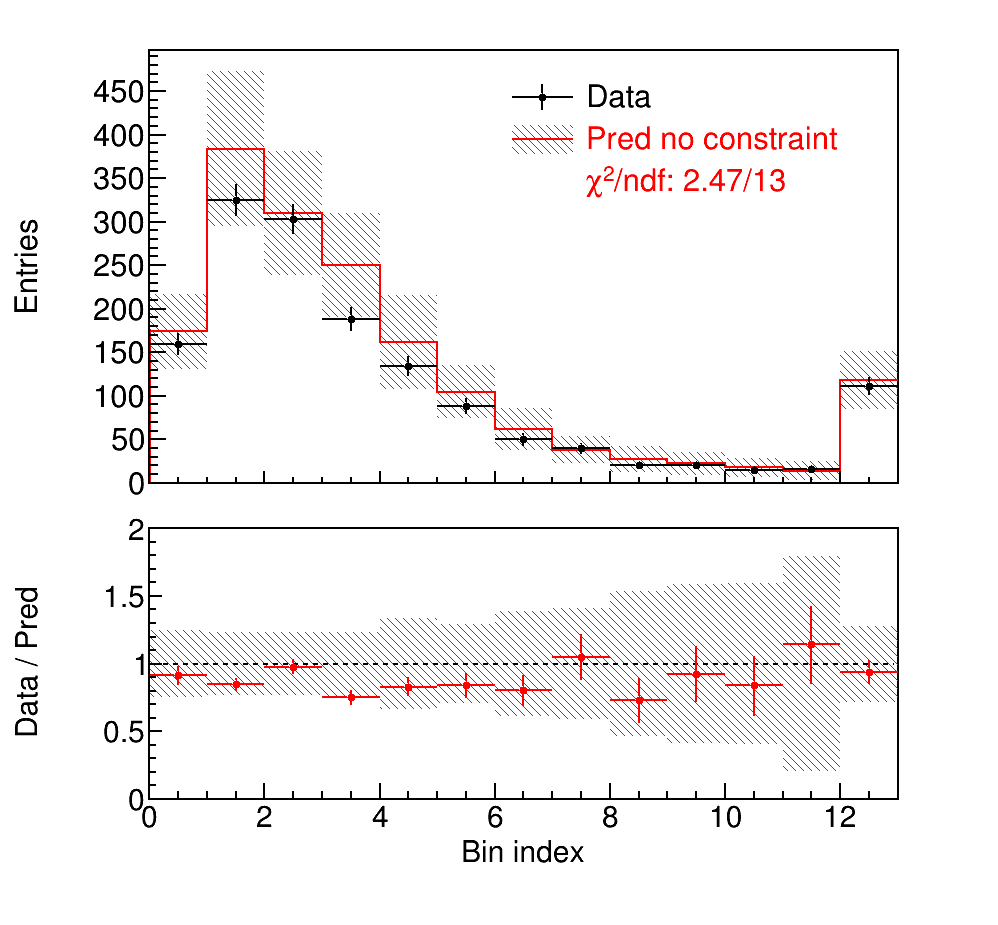 Entries
450
400
350
300
250
200
150
100
50
0
Data
Pred no constraint
χ²/ndf: 2.47/13
Data / Pred
2
1.5
1
0.5
0
0 2 4 6 8 10 12
Bin index